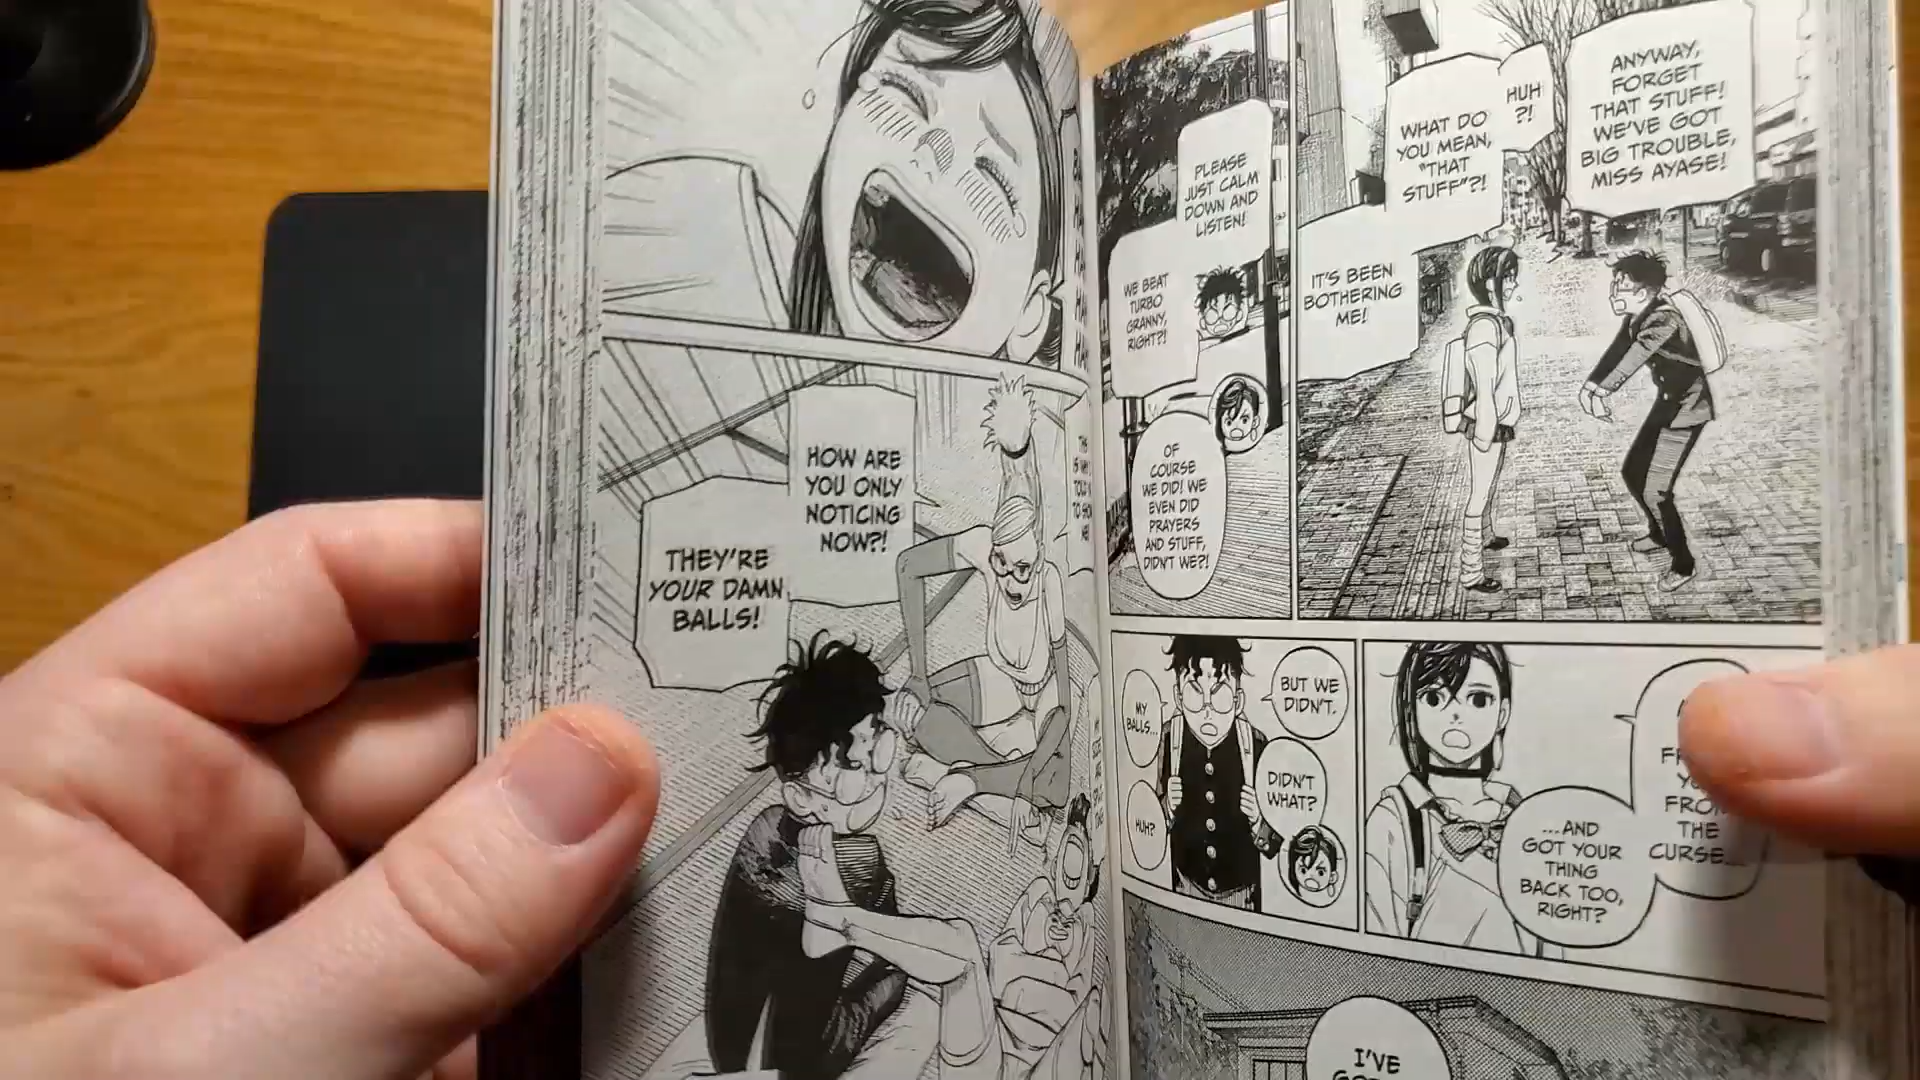 ANYWAY,
FORGET
THAT STUFF!
WE'VE GOT
BIG TROUBLE,
MISS AYASE!
HUH
?!
WHAT DO
YOU MEAN,
"THAT
STUFF"?!
IT'S BEEN
BOTHERING
ME!
PLEASE
JUST CALM
DOWN AND
LISTEN!
WE BEAT
TURBO
GRANNY,
RIGHT?!
OF
COURSE
WE DID! WE
EVEN DID
PRAYERS
AND STUFF,
DIDN'T WE?!
FROM
THE
CURSE...
...AND
GOT YOUR
THING
BACK TOO,
RIGHT?
BUT WE
DIDN'T.
DIDN'T
WHAT?
MY
BALLS...
HUH?
I'VE
HOW ARE
YOU ONLY
NOTICING
NOW?!
THEY'RE
YOUR DAMN
BALLS!